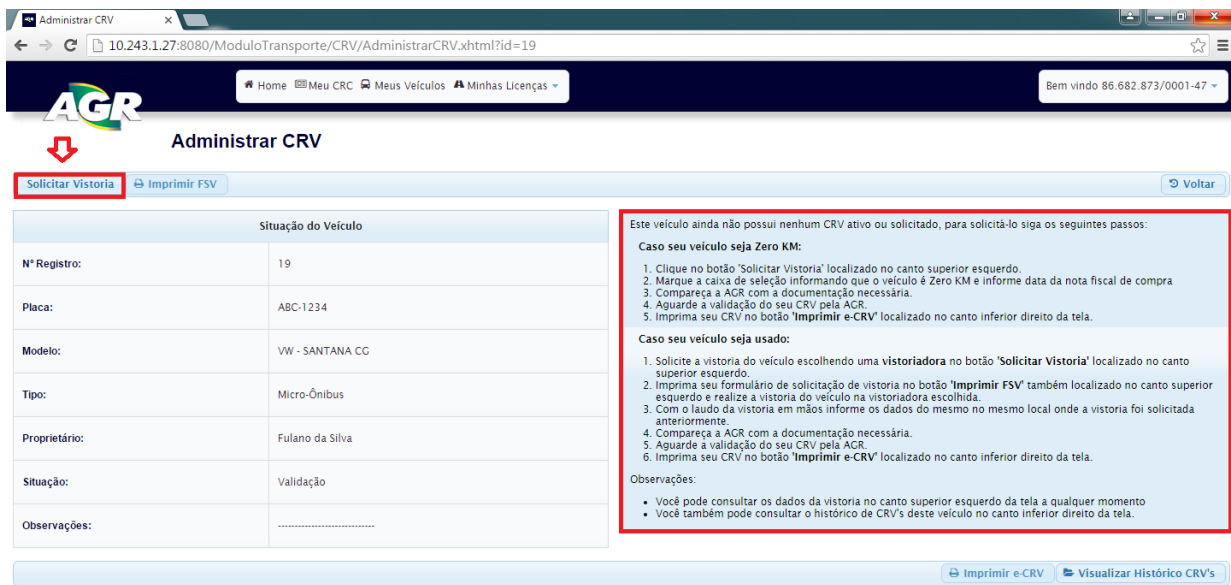 Administrar CRV
10.243.1.27:8080/ModuloTransporte/CRV/AdministrarCRV.xhtml?id=19
AGR
Home Meu CRC Meus Veículos Minhas Licenças
Bem vindo 86.682.873/0001-47
Administrar CRV
Solicitar Vistoria Imprimir FSV Voltar
Situação do Veículo
Nº Registro: 19
Placa: ABC-1234
Modelo: VW - SANTANA CG
Tipo: Micro-Ônibus
Proprietário: Fulano da Silva
Situação: Validação
Observações: ----------------------------
Este veículo ainda não possui nenhum CRV ativo ou solicitado, para solicitá-lo siga os seguintes passos:
Caso seu veículo seja Zero KM:
1. Clique no botão 'Solicitar Vistoria' localizado no canto superior esquerdo.
2. Marque a caixa de seleção informando que o veículo é Zero KM e informe data da nota fiscal de compra
3. Compareça a AGR com a documentação necessária.
4. Aguarde a validação do seu CRV pela AGR.
5. Imprima seu CRV no botão 'Imprimir e-CRV' localizado no canto inferior direito da tela.
Caso seu veículo seja usado:
1. Solicite a vistoria do veículo escolhendo uma vistoriadora no botão 'Solicitar Vistoria' localizado no canto
superior esquerdo.
2. Imprima seu formulário de solicitação de vistoria no botão 'Imprimir FSV' também localizado no canto superior
esquerdo e realize a vistoria do veículo na vistoriadora escolhida.
3. Com o laudo da vistoria em mãos informe os dados do mesmo no mesmo local onde a vistoria foi solicitada
anteriormente.
4. Compareça a AGR com a documentação necessária.
5. Aguarde a validação do seu CRV pela AGR.
6. Imprima seu CRV no botão 'Imprimir e-CRV' localizado no canto inferior direito da tela.
Observações:
• Você pode consultar os dados da vistoria no canto superior esquerdo da tela a qualquer momento
• Você também pode consultar o histórico de CRV's deste veículo no canto inferior direito da tela.
Imprimir e-CRV Visualizar Histórico CRV's